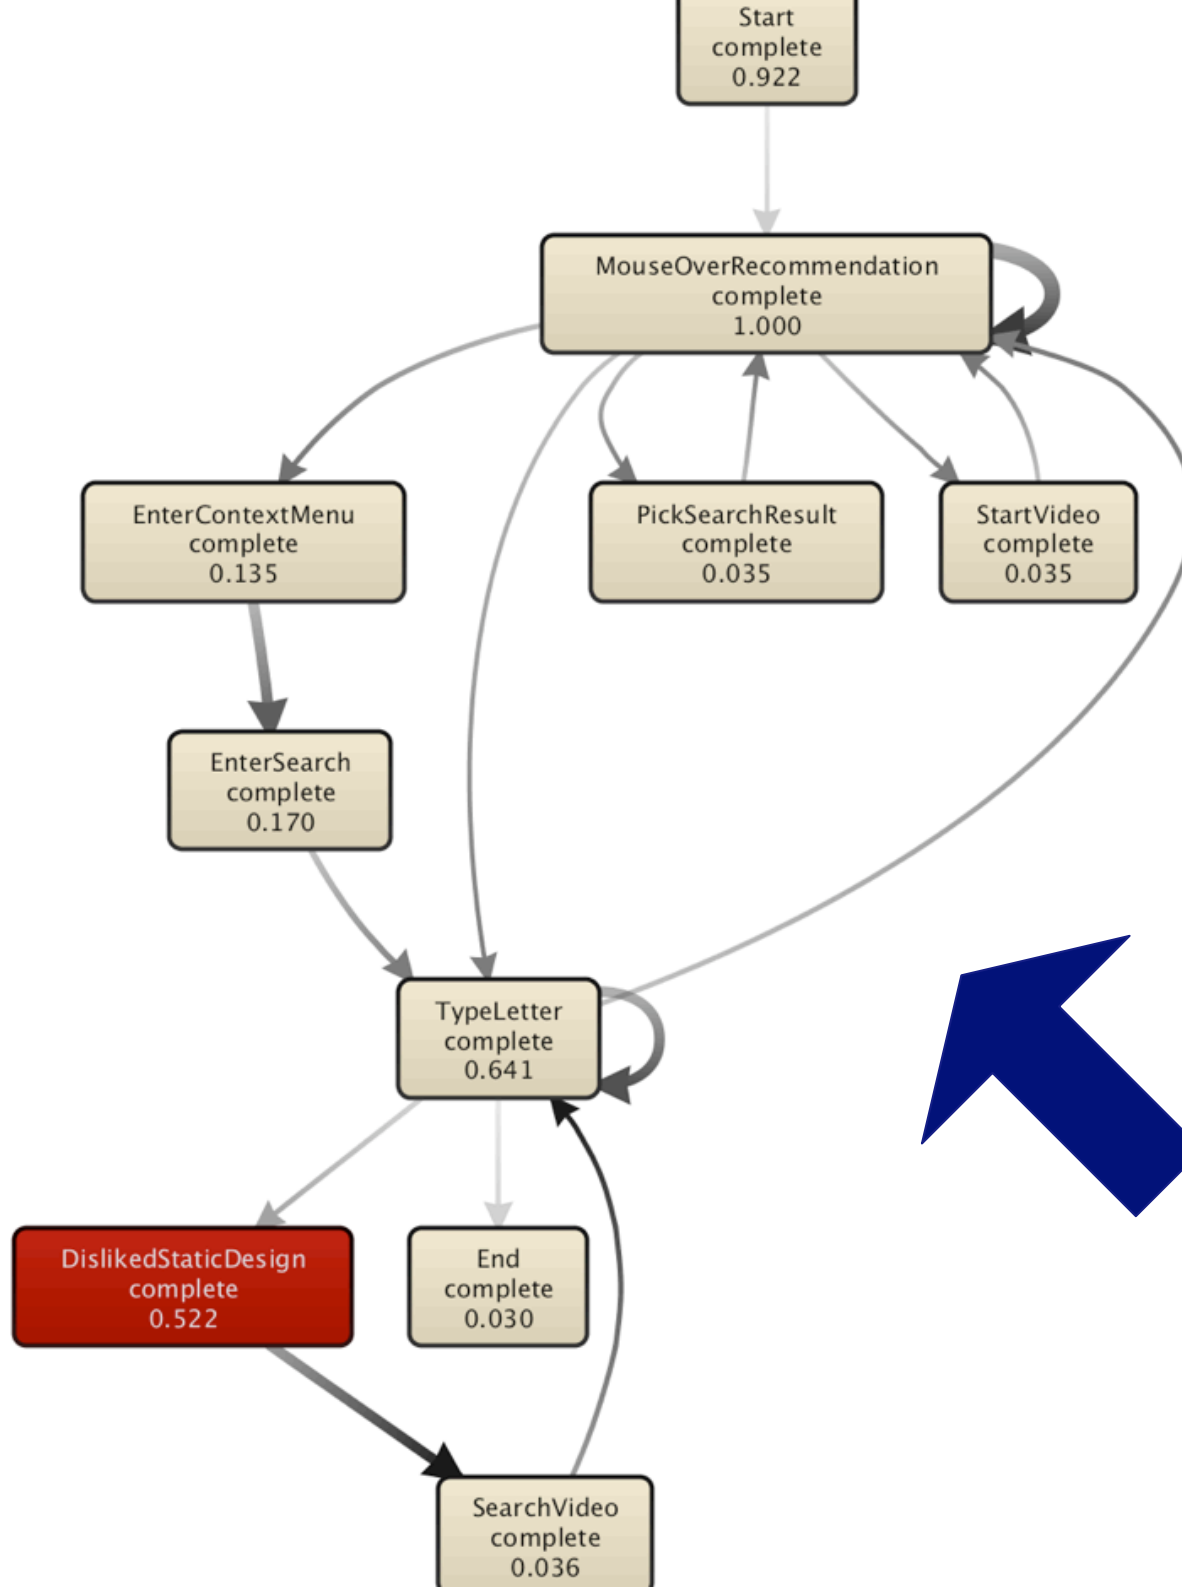 Start
complete
0.922
MouseOverRecommendation
complete
1.000
EnterContextMenu
complete
0.135
PickSearchResult
complete
0.035
StartVideo
complete
0.035
EnterSearch
complete
0.170
TypeLetter
complete
0.641
DislikedStaticDesign
complete
0.522
End
complete
0.030
SearchVideo
complete
0.036